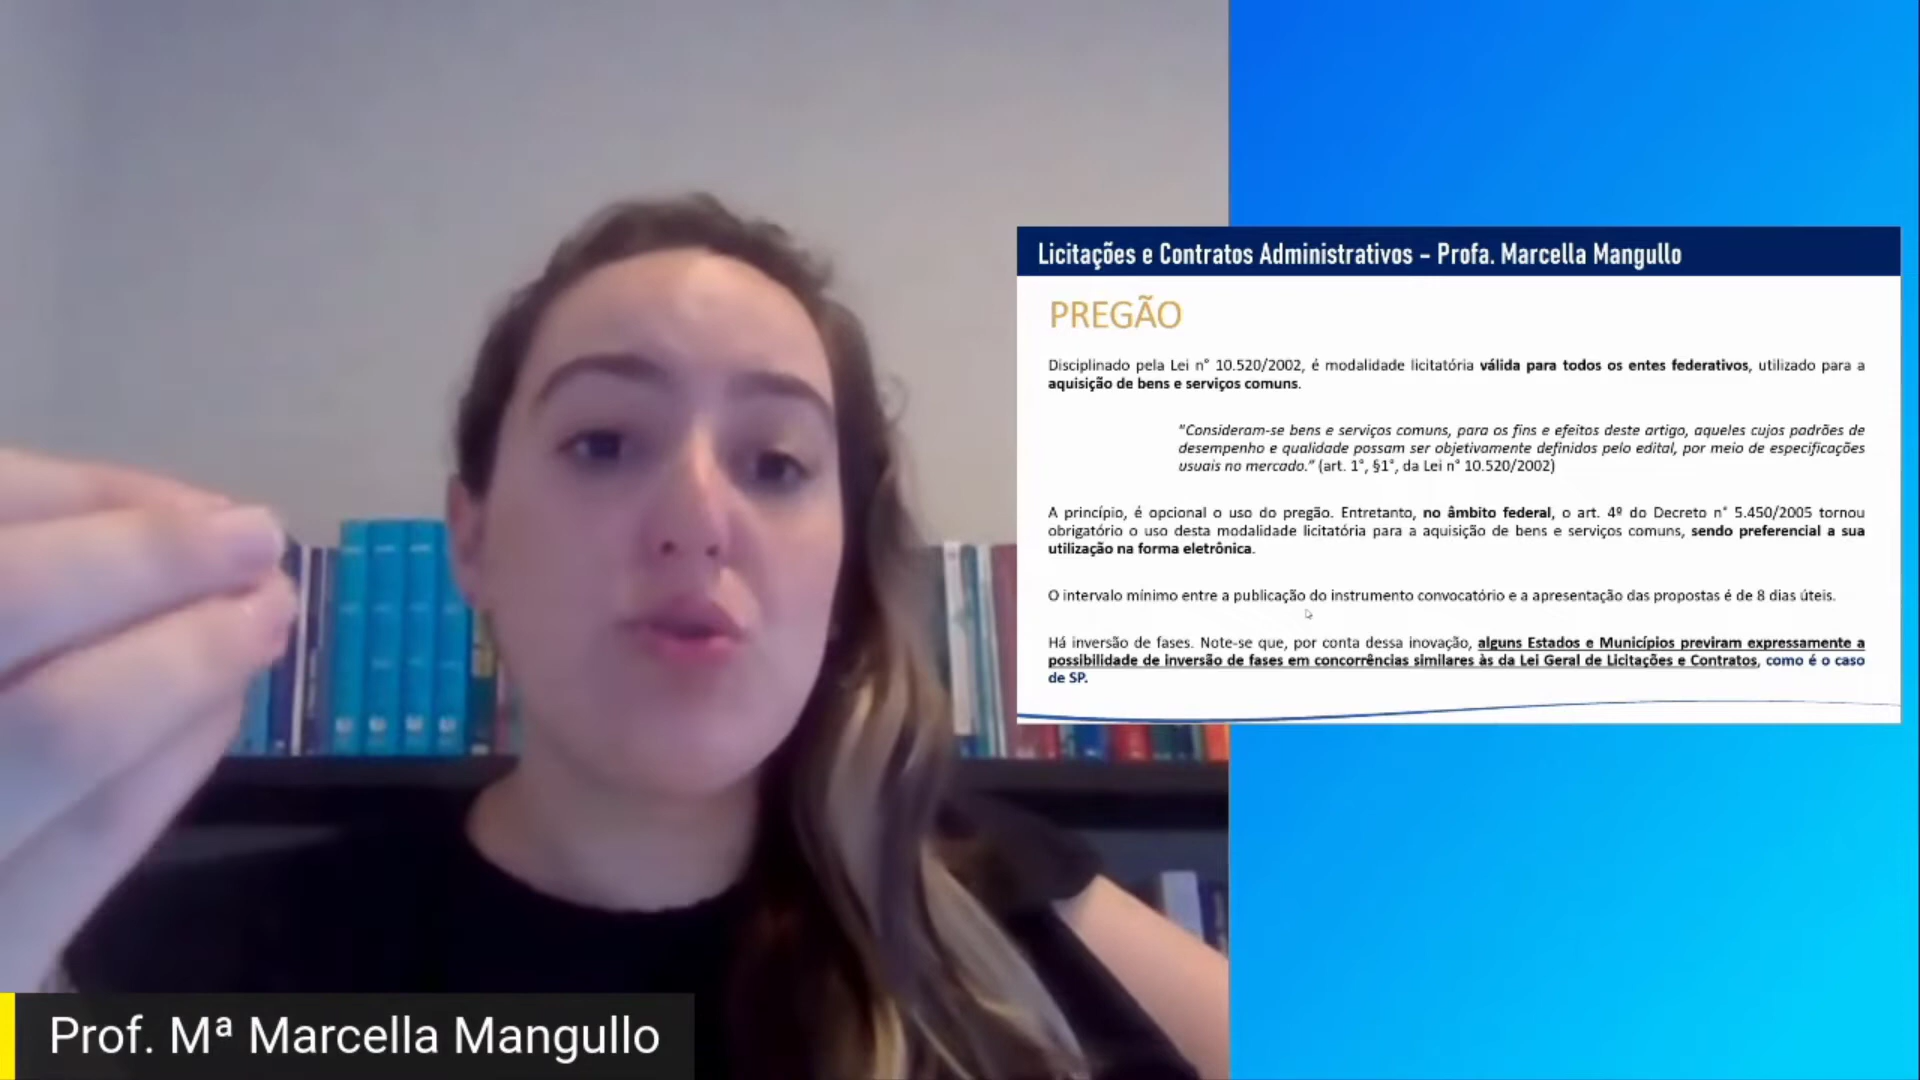 Licitações e Contratos Administrativos – Profa. Marcella Mangullo
PREGÃO
Disciplinado pela Lei n° 10.520/2002, é modalidade licitatória válida para todos os entes federativos, utilizado para a
aquisição de bens e serviços comuns.
"Consideram-se bens e serviços comuns, para os fins e efeitos deste artigo, aqueles cujos padrões de
desempenho e qualidade possam ser objetivamente definidos pelo edital, por meio de especificações
usuais no mercado." (art. 1°, §1°, da Lei n° 10.520/2002)
A princípio, é opcional o uso do pregão. Entretanto, no âmbito federal, o art. 4º do Decreto n° 5.450/2005 tornou
obrigatório o uso desta modalidade licitatória para a aquisição de bens e serviços comuns, sendo preferencial a sua
utilização na forma eletrônica.
O intervalo mínimo entre a publicação do instrumento convocatório e a apresentação das propostas é de 8 dias úteis.
Há inversão de fases. Note-se que, por conta dessa inovação, alguns Estados e Municípios previram expressamente a
possibilidade de inversão de fases em concorrências similares às da Lei Geral de Licitações e Contratos, como é o caso
de SP.
Prof. Mª Marcella Mangullo